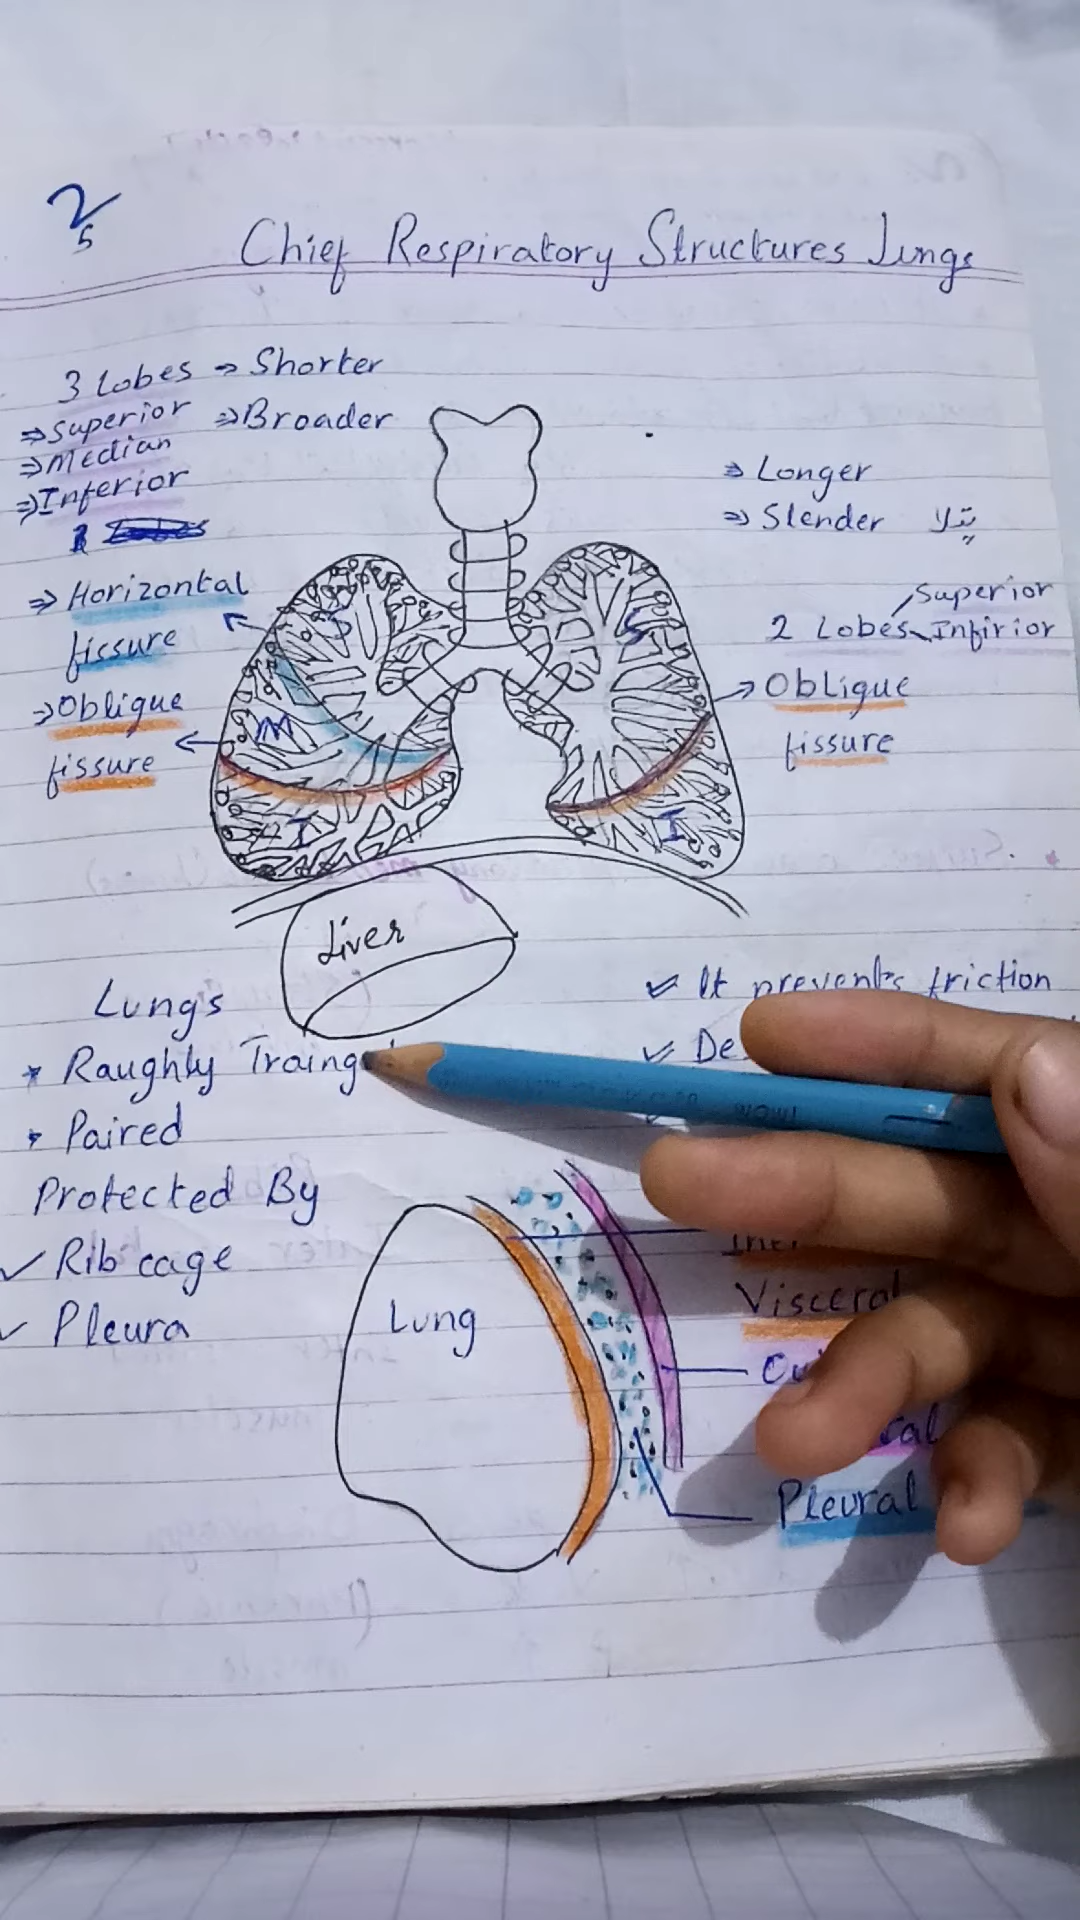 2
5
Chief Respiratory Structures Lungs
3 Lobes → Shorter
⇒ Superior ⇒ Broader
⇒ Median
⇒ Inferior
1
⇒ Horizontal
fissure
⇒ Oblique
fissure
⇒ Longer
⇒ Slender پتلا
Superior
2 Lobes Infirior
→ Oblique
fissure
S
M
I
S
I
Liver
Lungs
* Raughly Traing
* Paired
Protected By
✓ Rib cage
✓ Pleura
✓ It prevents friction
✓ De
Lung
Visceral
Pleural